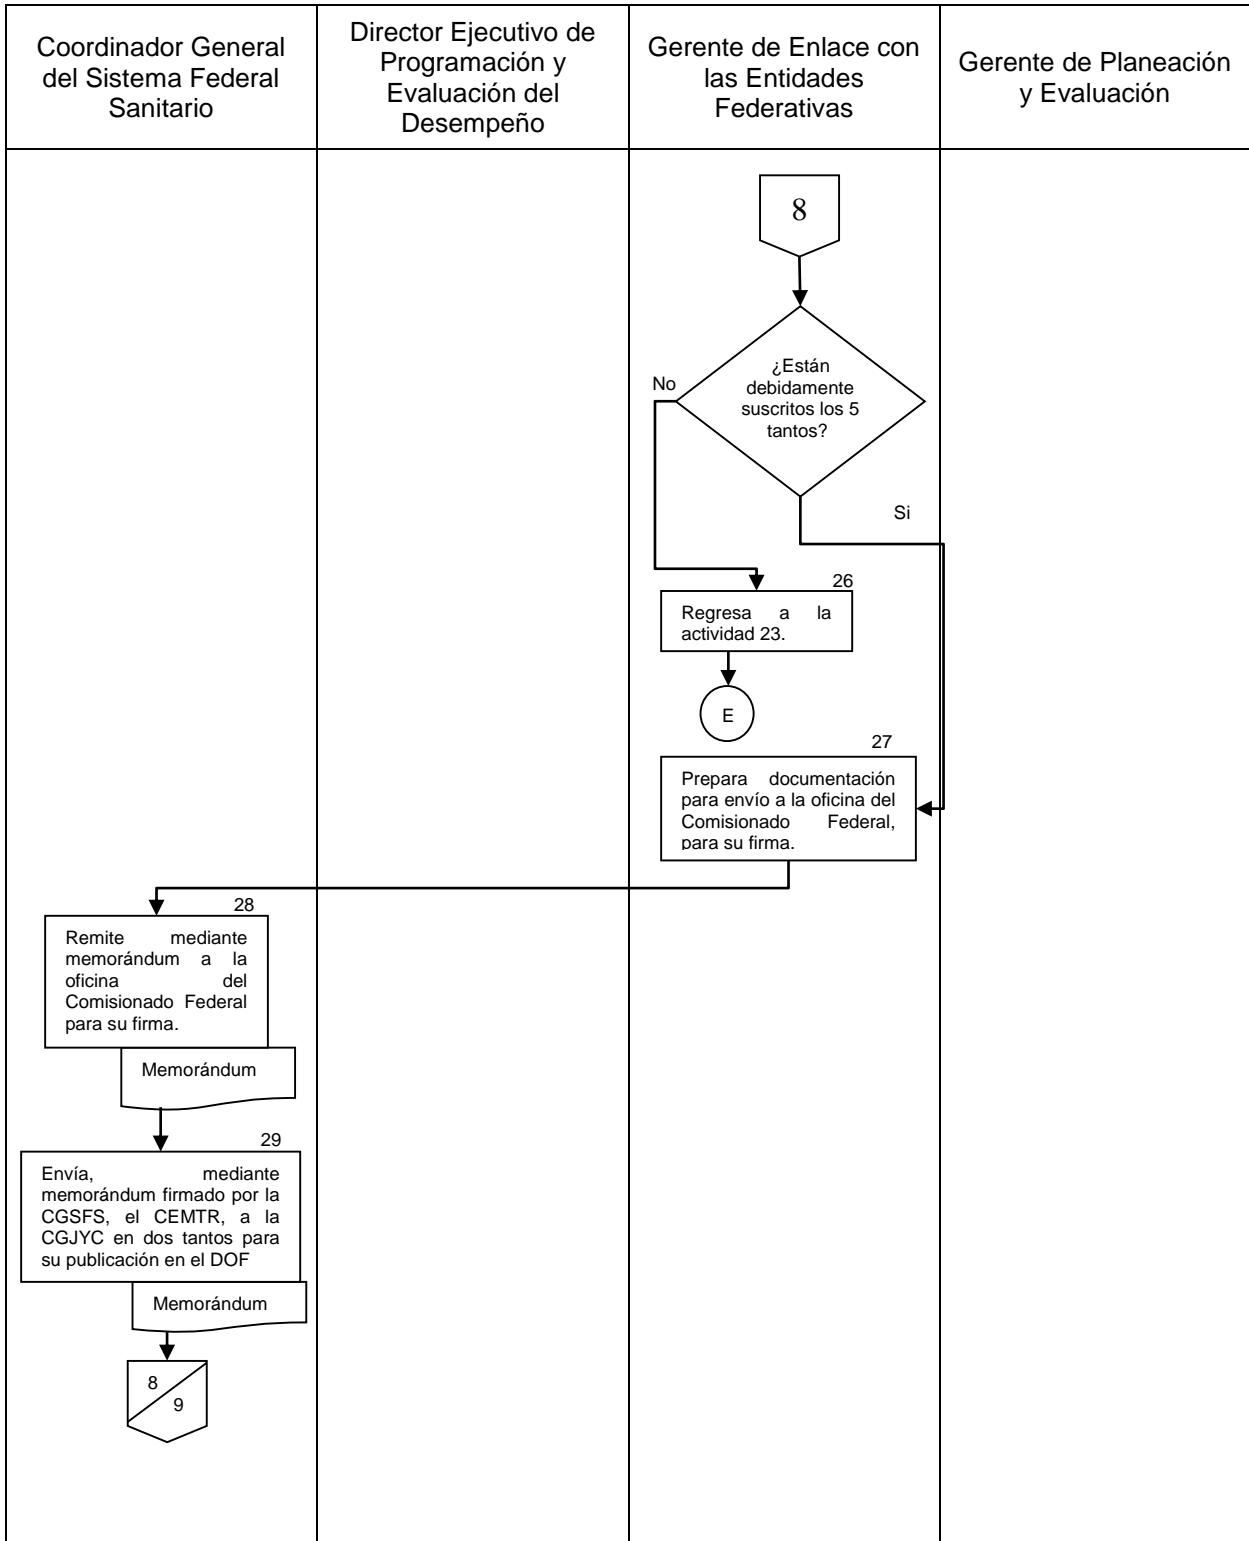 Coordinador General
del Sistema Federal
Sanitario
Director Ejecutivo de
Programación y
Evaluación del
Desempeño
Gerente de Enlace con
las Entidades
Federativas
Gerente de Planeación
y Evaluación
8
¿Están
debidamente
suscritos los 5
tantos?
No
Si
26
Regresa a la
actividad 23.
E
27
Prepara documentación
para envío a la oficina del
Comisionado Federal,
para su firma.
28
Remite mediante
memorándum a la
oficina del
Comisionado Federal
para su firma.
Memorándum
29
Envía, mediante
memorándum firmado por la
CGSFS, el CEMTR, a la
CGJYC en dos tantos para
su publicación en el DOF
Memorándum
8
9